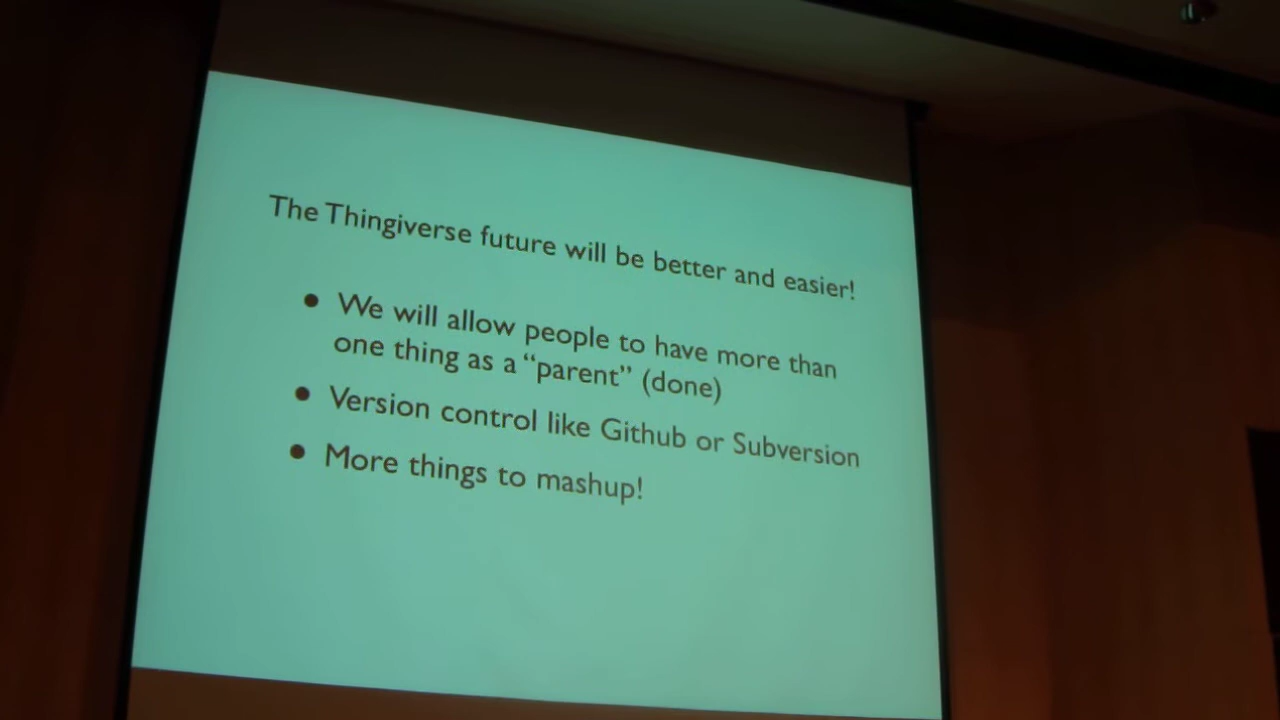 The Thingiverse future will be better and easier!
• We will allow people to have more than
one thing as a “parent” (done)
• Version control like Github or Subversion
• More things to mashup!